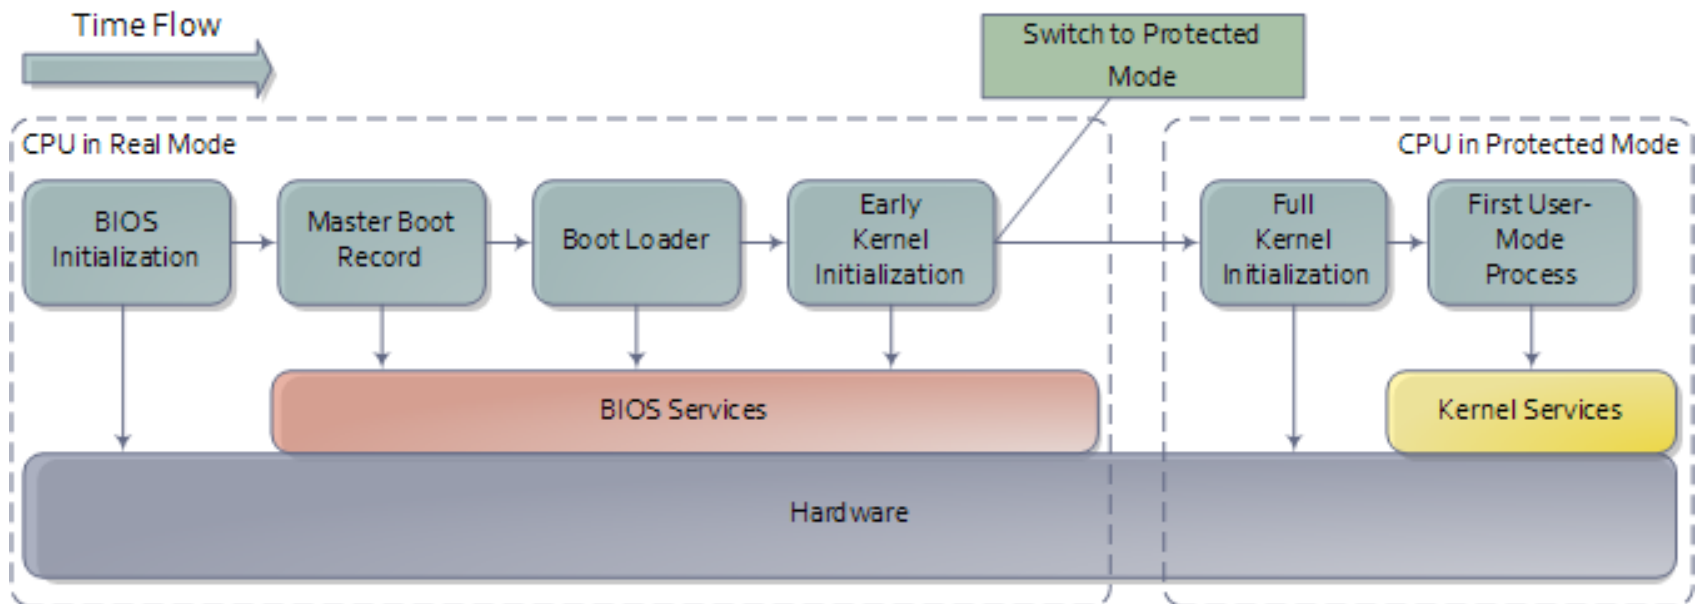 Time Flow
Switch to Protected
Mode
CPU in Real Mode
CPU in Protected Mode
BIOS
Initialization
Master Boot
Record
Boot Loader
Early
Kernel
Initialization
Full
Kernel
Initialization
First User-
Mode
Process
BIOS Services
Kernel Services
Hardware